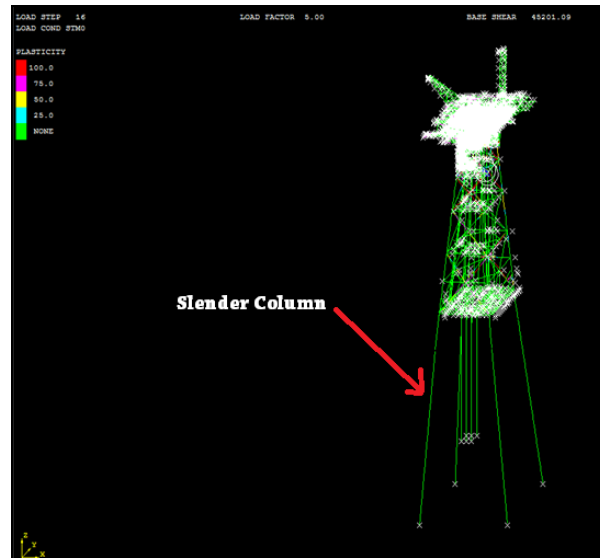 LOAD STEP 16 LOAD FACTOR 5.00 BASE SHEAR 45201.09
LOAD COND STM0
PLASTICITY
100.0
75.0
50.0
25.0
NONE
Slender Column
Z
Y
X